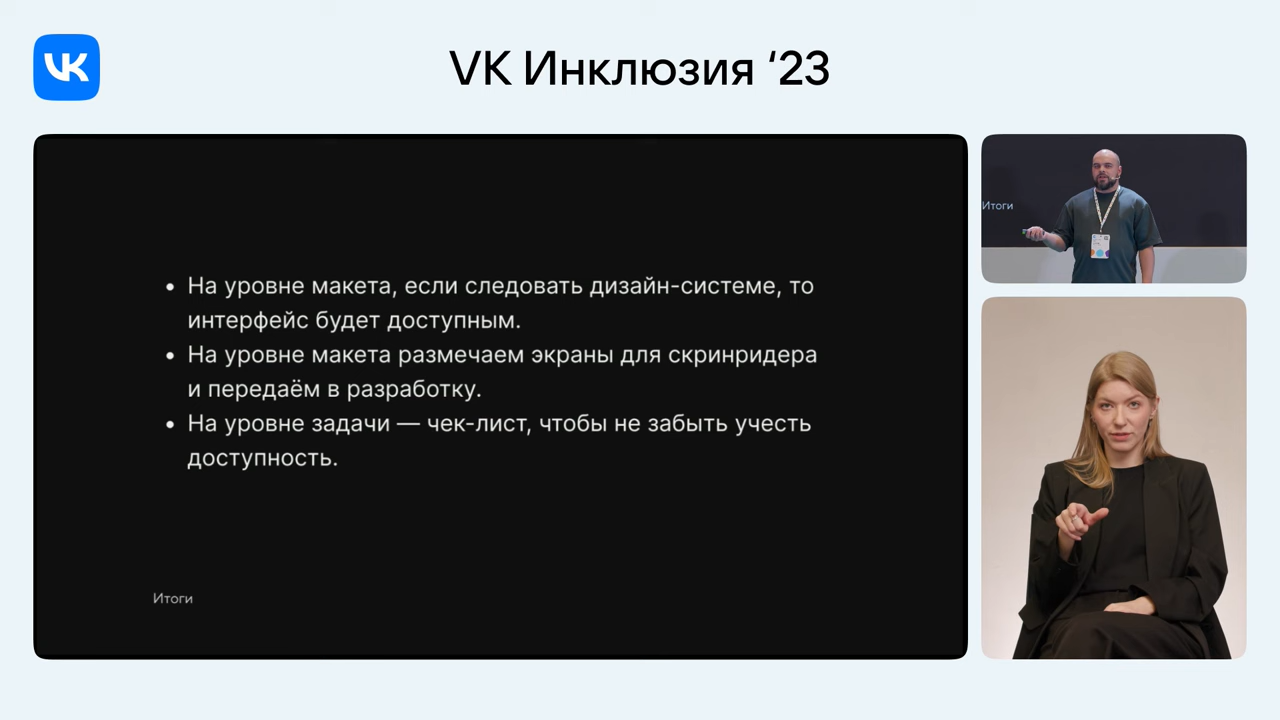 VK
VK Инклюзия ‘23
• На уровне макета, если следовать дизайн-системе, то
интерфейс будет доступным.
• На уровне макета размечаем экраны для скринридера
и передаём в разработку.
• На уровне задачи — чек-лист, чтобы не забыть учесть
доступность.
Итоги
Итоги